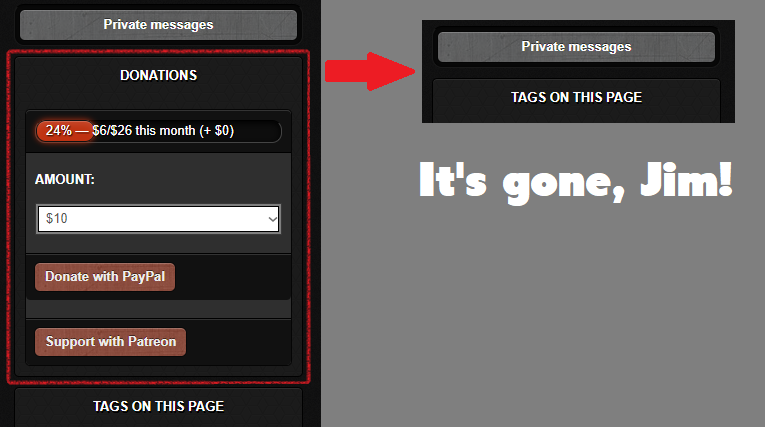 Private messages
DONATIONS
24% — $6/$26 this month (+ $0)
AMOUNT:
$10
Donate with PayPal
Support with Patreon
TAGS ON THIS PAGE
Private messages
TAGS ON THIS PAGE
It's gone, Jim!